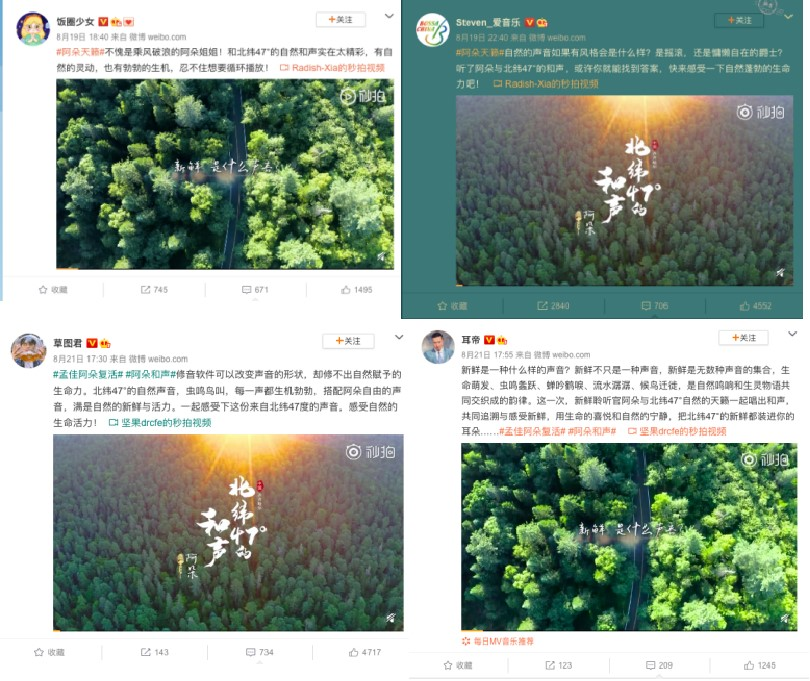 饭圈少女
+关注
8月19日 18:40 来自 微博 weibo.com
#阿朵天籁#不愧是乘风破浪的阿朵姐姐！和北纬47°的自然和声实在太精彩，有自
然的灵动，也有勃勃的生机，忍不住想要循环播放！ Radish-Xia的秒拍视频
秒拍
新鲜 是什么声音
收藏
745
671
1495
Steven_爱音乐
+关注
8月19日 22:40 来自 微博 weibo.com
#阿朵天籁#自然的声音如果有风格会是什么样？是摇滚，还是慵懒自在的爵士？
听了阿朵与北纬47°的和声，或许你就能找到答案，快来感受一下自然蓬勃的生命
力吧！ Radish-Xia的秒拍视频
秒拍
北纬47°的
和声
阿朵
收藏
2840
706
4552
草图君
+关注
8月21日 17:30 来自 微博 weibo.com
#孟佳阿朵复活# #阿朵和声#修音软件可以改变声音的形状，却修不出自然赋予的
生命力。北纬47°的自然声音，虫鸣鸟叫，每一声都生机勃勃，搭配阿朵自由的声
音，满是自然的新鲜与活力。一起感受下这份来自北纬47度的声音。感受自然的
生命活力！ 坚果drcfe的秒拍视频
秒拍
北纬47°的
和声
阿朵
收藏
143
734
4717
耳帝
+关注
8月21日 17:55 来自 微博 weibo.com
新鲜是一种什么样的声音？新鲜不只是一种声音，新鲜是无数种声音的集合，生
命萌发、虫鸣螽跃、蝉吟鹤唳、流水潺潺，候鸟迁徙，是自然鸣响和生灵物语共
同交织成的韵律。这一次，新鲜聆听官阿朵与北纬47°自然的天籁一起唱出和声，
共同追溯与感受新鲜，用生命的喜悦和自然的宁静。把北纬47°的新鲜都装进你的
耳朵……#孟佳阿朵复活# #阿朵和声# 坚果drcfe的秒拍视频
秒拍
新鲜 是什么声音
每日MV音乐推荐
收藏
123
209
1245